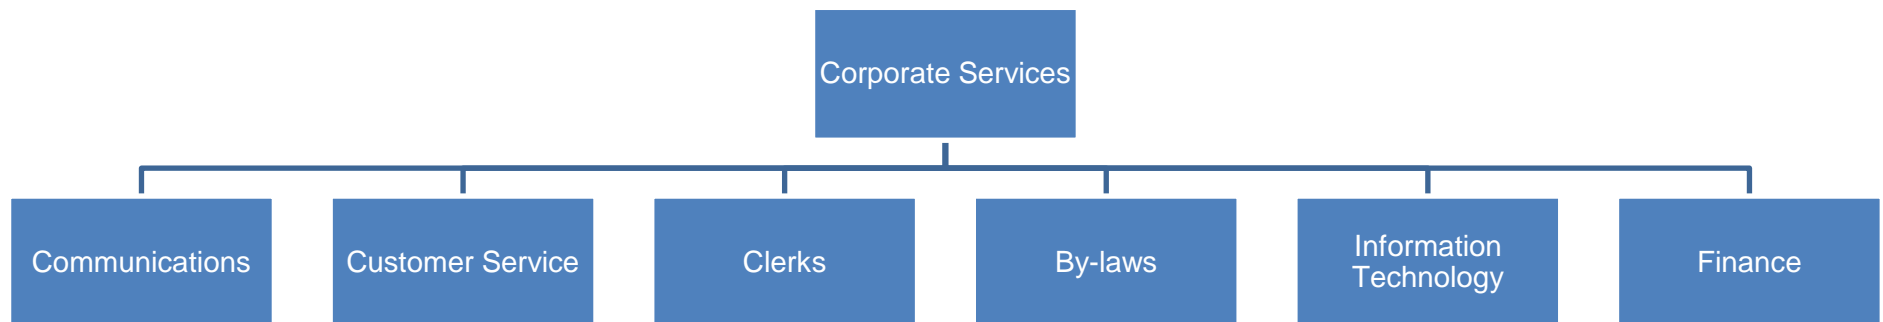 Corporate Services
Communications
Customer Service
Clerks
By-laws
Information
Technology
Finance